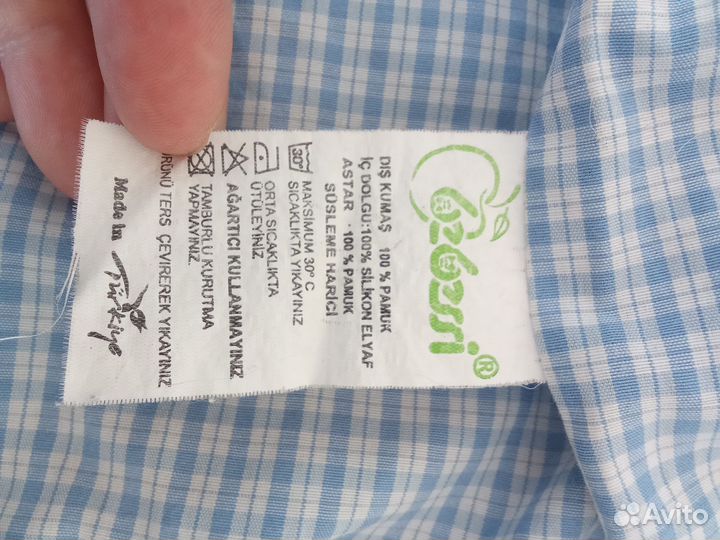 DIŞ KUMAŞ 100 % PAMUK
İÇ DOLGU:100% SİLİKON ELYAF
ASTAR · 100 % PAMUK
SÜSLEME HARİCİ
30°
MAKSİMUM 30° C
SICAKLIKTA YIKAYINIZ
ORTA SICAKLIKTA
ÜTÜLEYİNİZ
AĞARTICI KULLANMAYINIZ
TAMBURLU KURUTMA
YAPMAYINIZ
ÜRÜNÜ TERS ÇEVİREREK YIKAYINIZ
Made in Türkiye
Avito